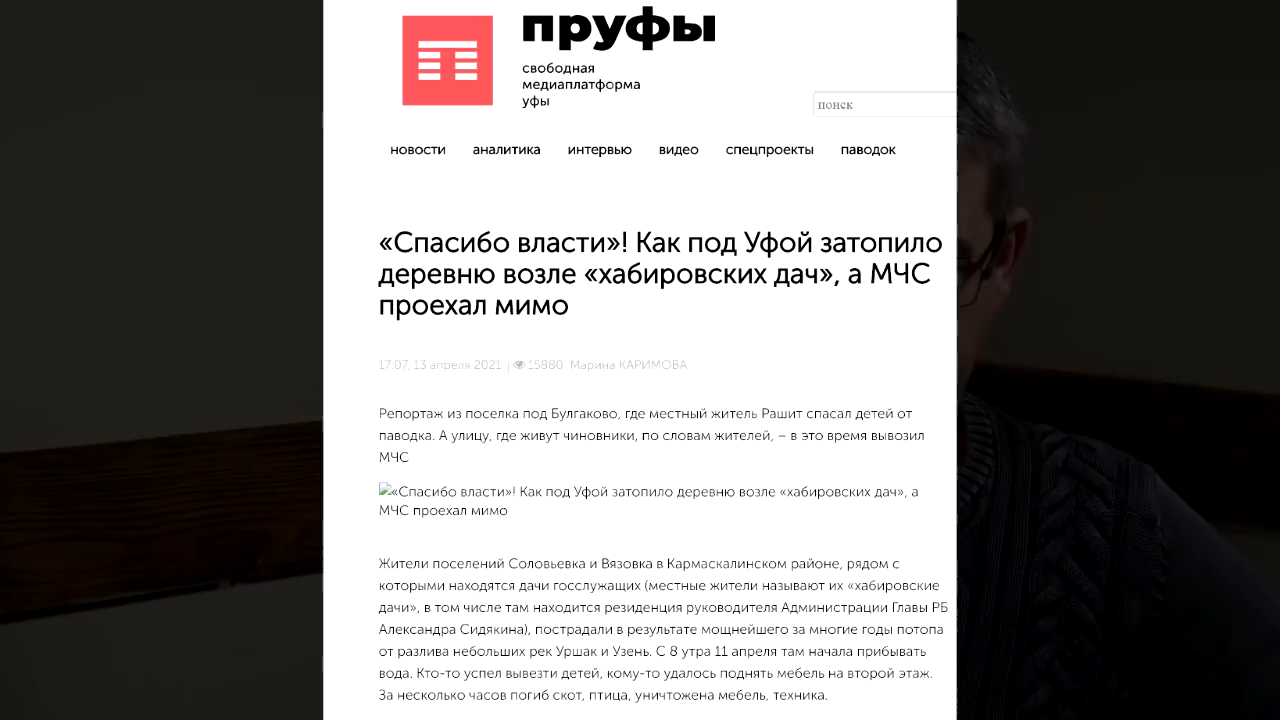 пруфы
свободная
медиаплатформа
уфы
поиск
новости аналитика интервью видео спецпроекты паводок
«Спасибо власти»! Как под Уфой затопило
деревню возле «хабировских дач», а МЧС
проехал мимо
17:07, 13 апреля 2021 | 15880 Марина КАРИМОВА
Репортаж из поселка под Булгаково, где местный житель Рашит спасал детей от
паводка. А улицу, где живут чиновники, по словам жителей, – в это время вывозил
МЧС
«Спасибо власти»! Как под Уфой затопило деревню возле «хабировских дач», а
МЧС проехал мимо
Жители поселений Соловьевка и Вязовка в Кармаскалинском районе, рядом с
которыми находятся дачи госслужащих (местные жители называют их «хабировские
дачи», в том числе там находится резиденция руководителя Администрации Главы РБ
Александра Сидякина), пострадали в результате мощнейшего за многие годы потопа
от разлива небольших рек Уршак и Узень. С 8 утра 11 апреля там начала прибывать
вода. Кто-то успел вывезти детей, кому-то удалось поднять мебель на второй этаж.
За несколько часов погиб скот, птица, уничтожена мебель, техника.